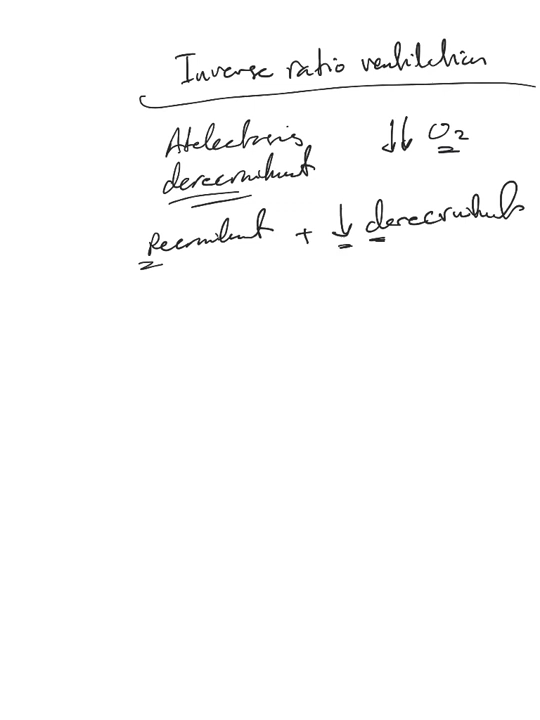 Inverse ratio ventilation
Atelectasis ↓↓ O2
derecruitment
Recruitment + ↓ derecruitment